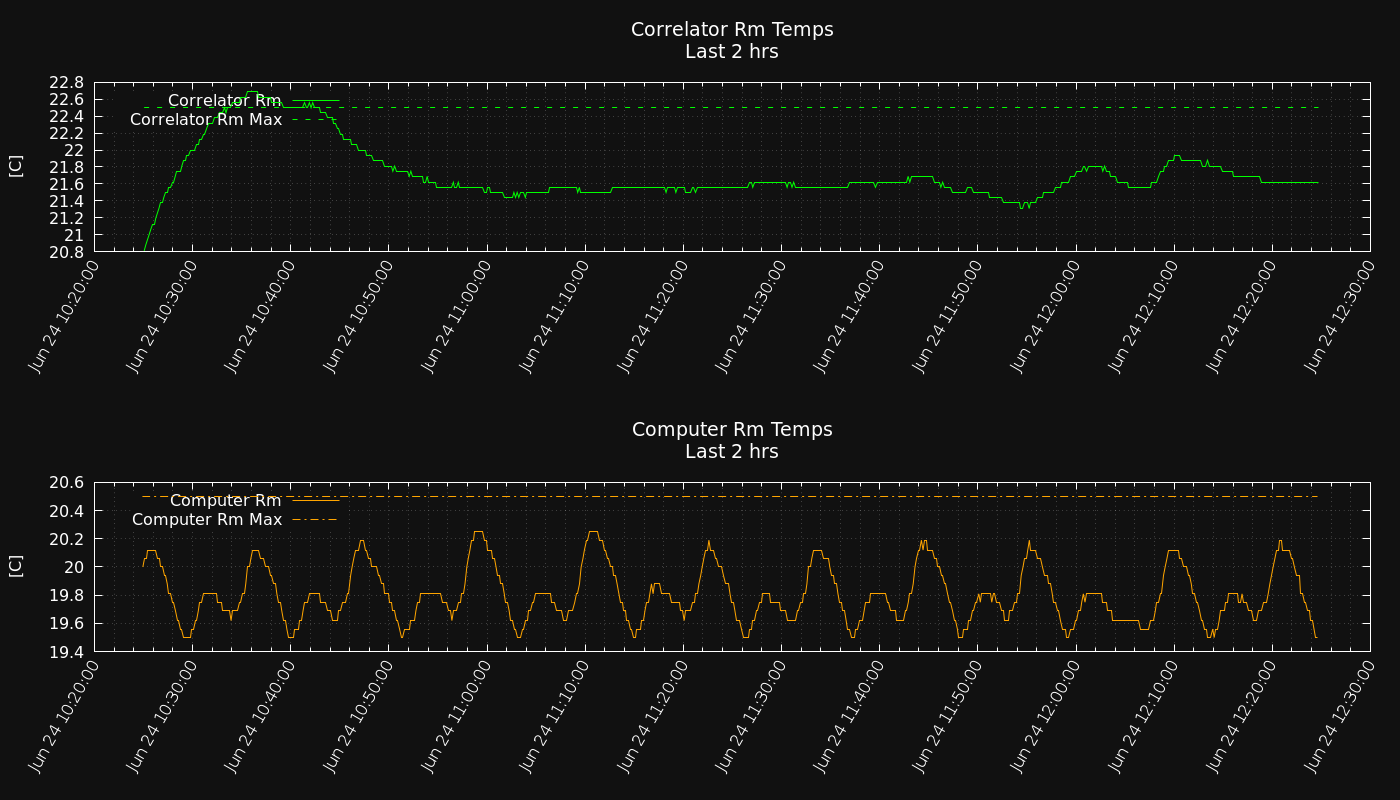 Correlator Rm Temps
Last 2 hrs
[C]
22.8
22.6
22.4
22.2
22
21.8
21.6
21.4
21.2
21
20.8
Correlator Rm
Correlator Rm Max
Jun 24 10:20:00
Jun 24 10:30:00
Jun 24 10:40:00
Jun 24 10:50:00
Jun 24 11:00:00
Jun 24 11:10:00
Jun 24 11:20:00
Jun 24 11:30:00
Jun 24 11:40:00
Jun 24 11:50:00
Jun 24 12:00:00
Jun 24 12:10:00
Jun 24 12:20:00
Jun 24 12:30:00
Computer Rm Temps
Last 2 hrs
[C]
20.6
20.4
20.2
20
19.8
19.6
19.4
Computer Rm
Computer Rm Max
Jun 24 10:20:00
Jun 24 10:30:00
Jun 24 10:40:00
Jun 24 10:50:00
Jun 24 11:00:00
Jun 24 11:10:00
Jun 24 11:20:00
Jun 24 11:30:00
Jun 24 11:40:00
Jun 24 11:50:00
Jun 24 12:00:00
Jun 24 12:10:00
Jun 24 12:20:00
Jun 24 12:30:00